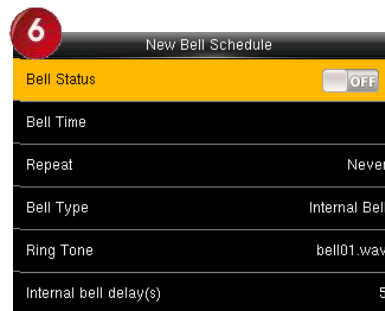 6
New Bell Schedule
Bell Status OFF
Bell Time
Repeat Never
Bell Type Internal Bell
Ring Tone bell01.wav
Internal bell delay(s) 5